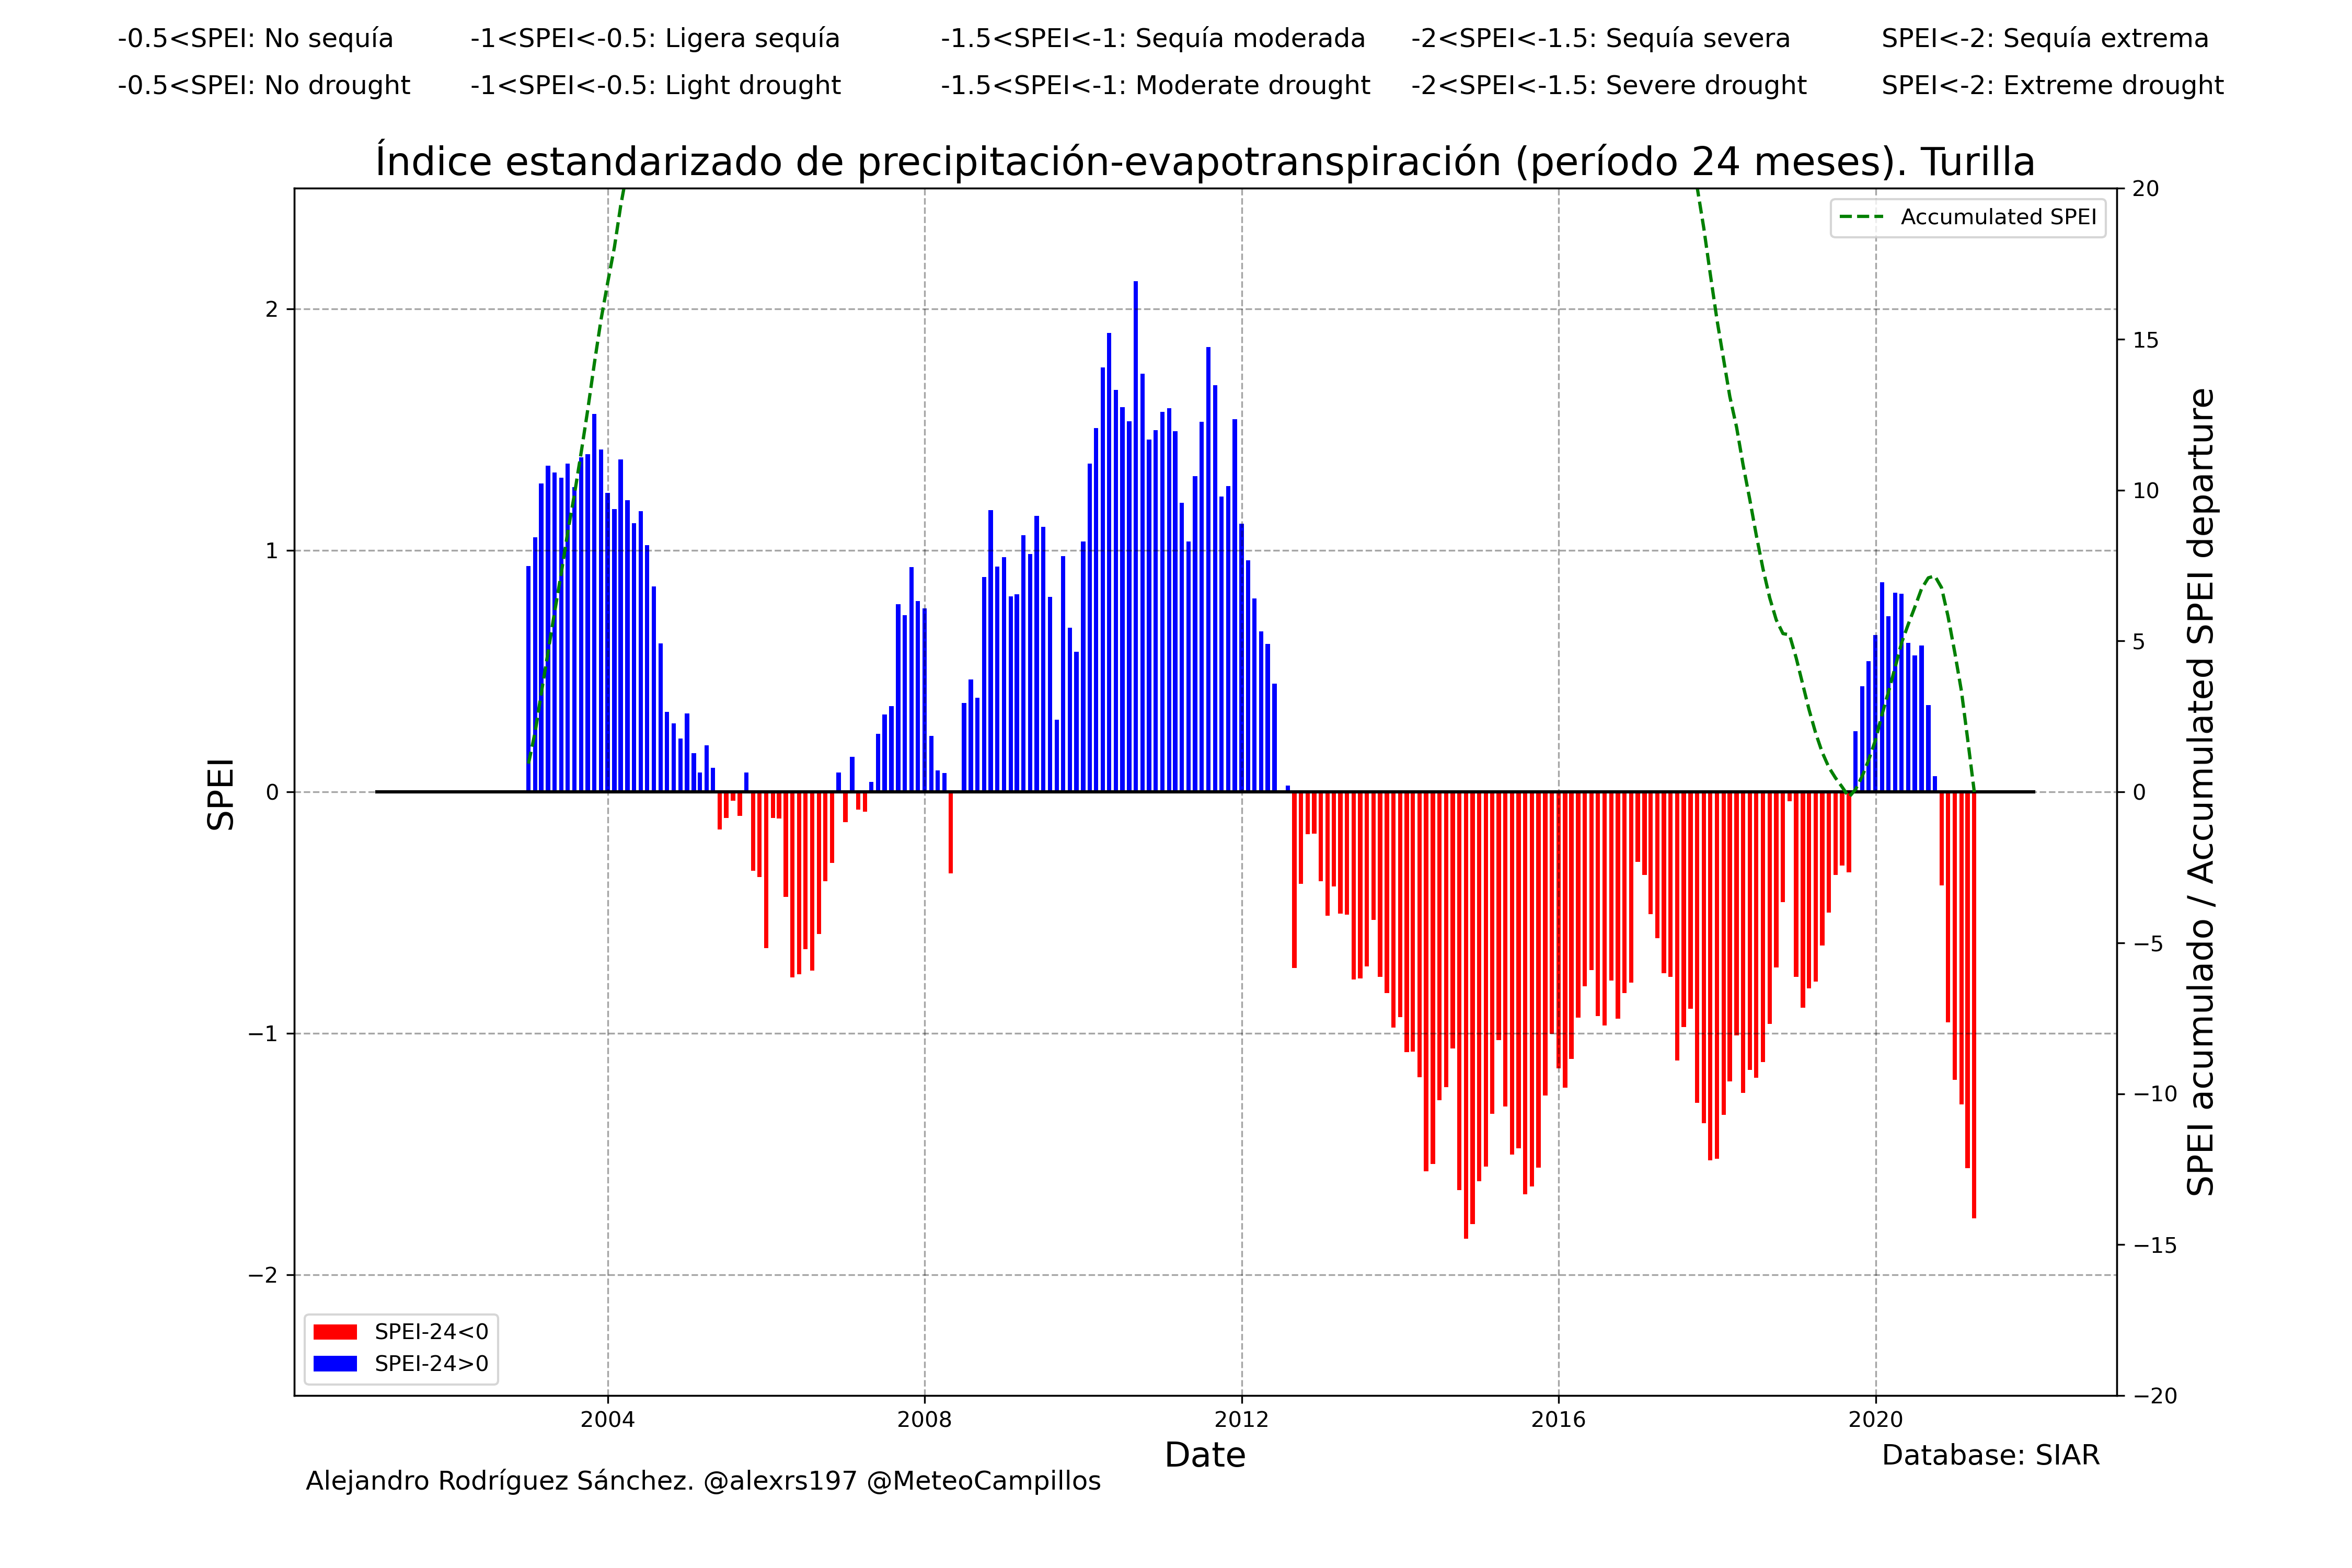 -0.5<SPEI: No sequía -1<SPEI<-0.5: Ligera sequía -1.5<SPEI<-1: Sequía moderada -2<SPEI<-1.5: Sequía severa SPEI<-2: Sequía extrema
-0.5<SPEI: No drought -1<SPEI<-0.5: Light drought -1.5<SPEI<-1: Moderate drought -2<SPEI<-1.5: Severe drought SPEI<-2: Extreme drought
Índice estandarizado de precipitación-evapotranspiración (período 24 meses). Turilla
Accumulated SPEI
SPEI
2
1
0
−1
−2
20
15
10
5
0
−5
−10
−15
−20
SPEI acumulado / Accumulated SPEI departure
SPEI-24<0
SPEI-24>0
2004 2008 2012 2016 2020
Date
Database: SIAR
Alejandro Rodríguez Sánchez. @alexrs197 @MeteoCampillos